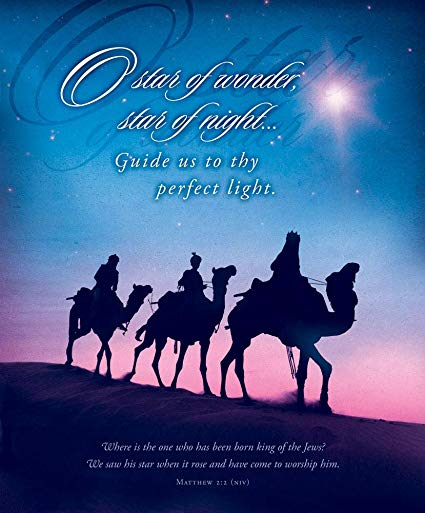 O star of wonder,
star of night...
Guide us to thy
perfect light.
Where is the one who has been born king of the Jews?
We saw his star when it rose and have come to worship him.
Matthew 2:2 (NIV)